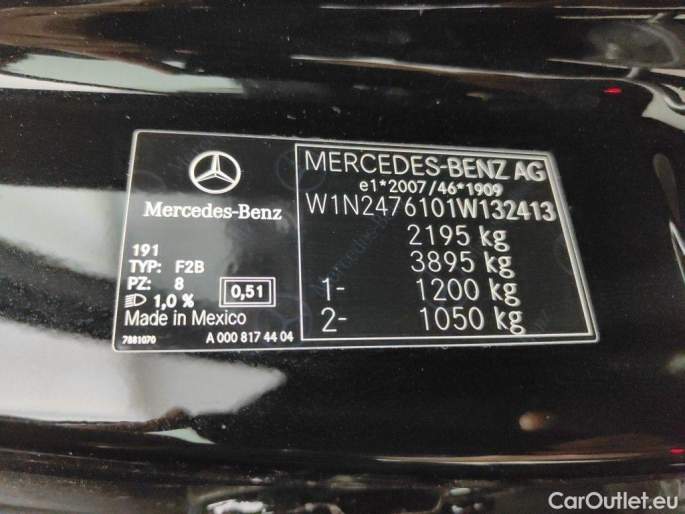 Mercedes-Benz
191
TYP: F2B
PZ: 8
1,0 %
0,51
Made in Mexico
7881070
A 000 817 44 04
MERCEDES-BENZ AG
e1*2007/46*1909
W1N2476101W132413
2195 kg
3895 kg
1- 1200 kg
2- 1050 kg
CarOutlet.eu